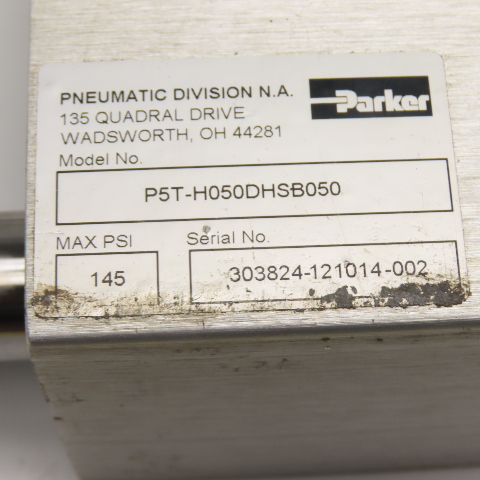 PNEUMATIC DIVISION N.A.
135 QUADRAL DRIVE
WADSWORTH, OH 44281
Parker
Model No.
P5T-H050DHSB050
MAX PSI
Serial No.
145
303824-121014-002